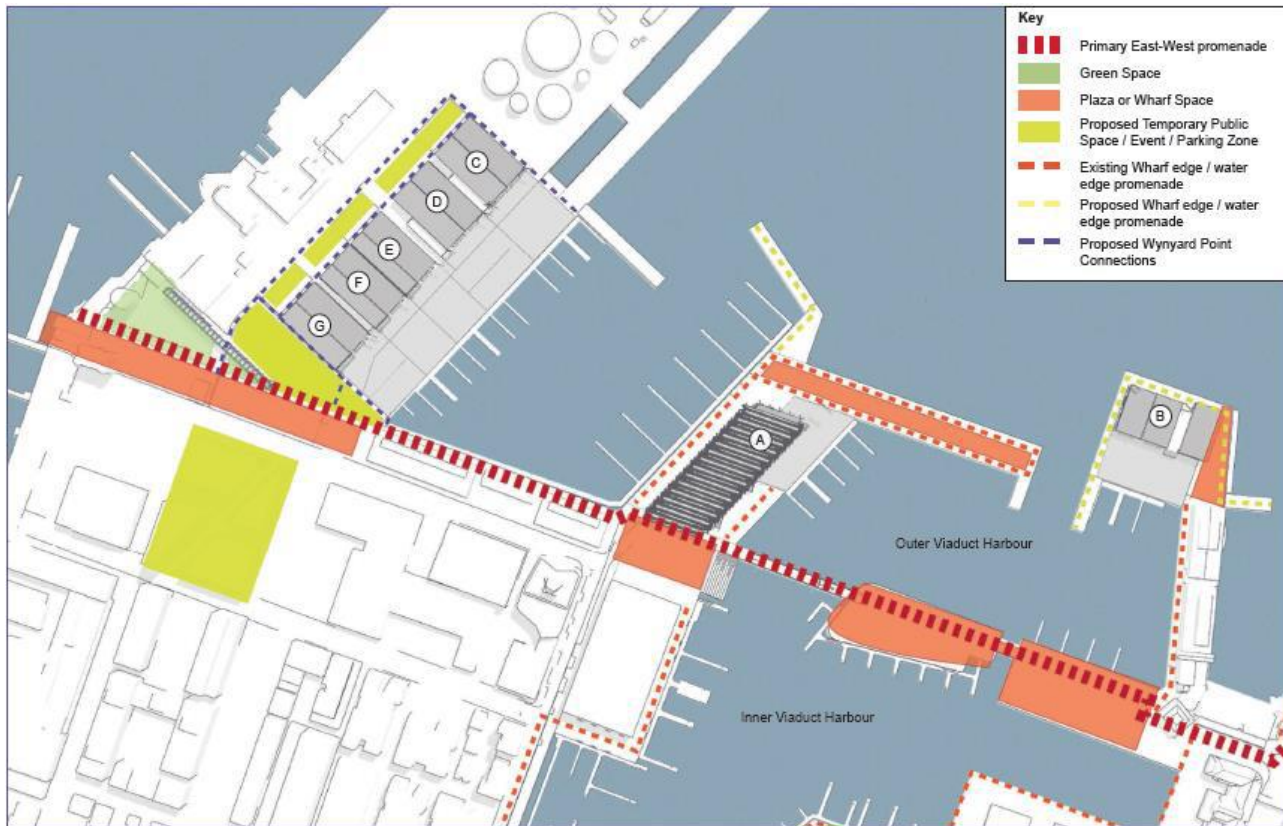 Key
Primary East-West promenade
Green Space
Plaza or Wharf Space
Proposed Temporary Public
Space / Event / Parking Zone
Existing Wharf edge / water
edge promenade
Proposed Wharf edge / water
edge promenade
Proposed Wynyard Point
Connections
C
D
E
F
G
A
B
Outer Viaduct Harbour
Inner Viaduct Harbour